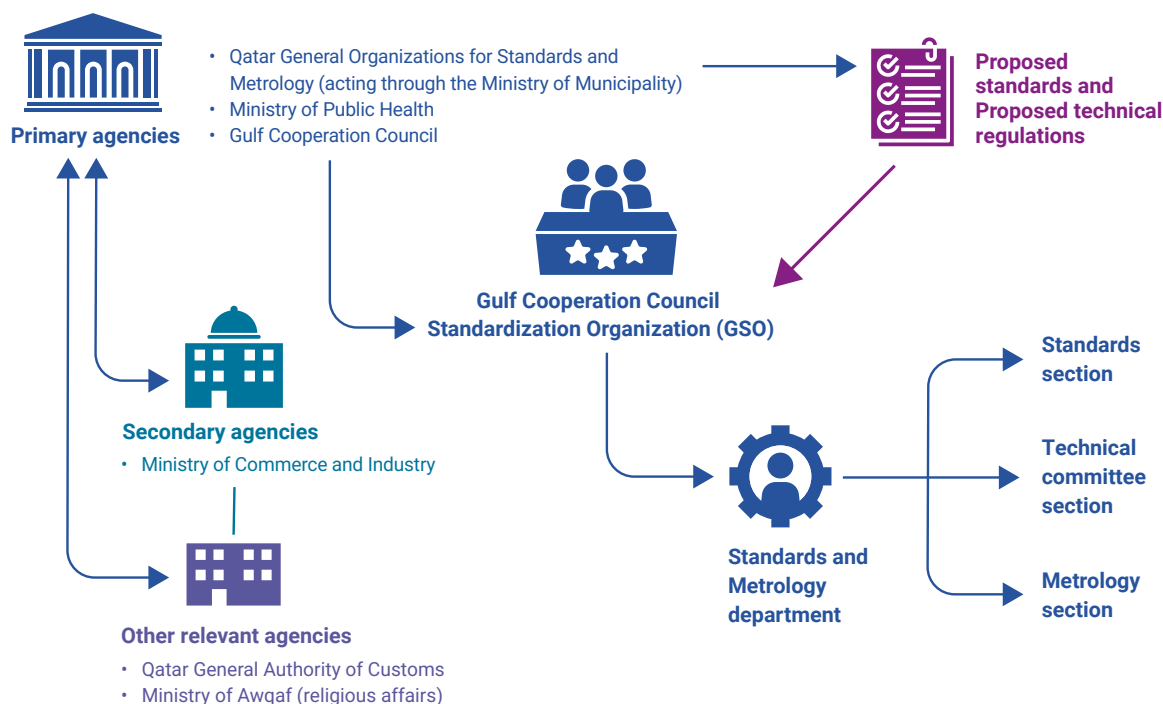 Primary agencies
• Qatar General Organizations for Standards and
Metrology (acting through the Ministry of Municipality)
• Ministry of Public Health
• Gulf Cooperation Council
Proposed
standards and
Proposed technical
regulations
Gulf Cooperation Council
Standardization Organization (GSO)
Secondary agencies
• Ministry of Commerce and Industry
Other relevant agencies
• Qatar General Authority of Customs
• Ministry of Awqaf (religious affairs)
Standards and
Metrology
department
Standards
section
Technical
committee
section
Metrology
section